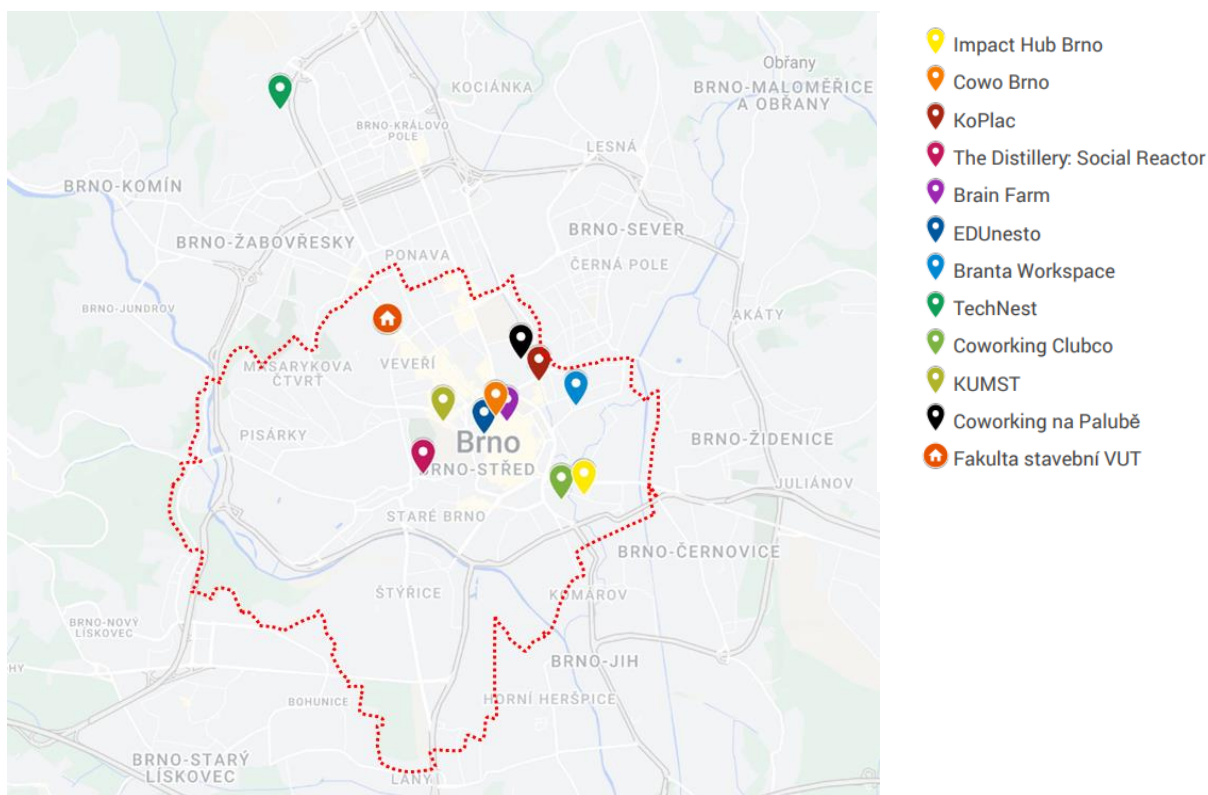 Obřany
KOCIÁNKA
BRNO-MALOMĚŘICE
A OBŘANY
BRNO-KRÁLOVO
POLE
LESNÁ
BRNO-KOMÍN
BRNO-SEVER
BRNO-ŽABOVŘESKY
PONAVA
ČERNÁ POLE
BRNO-JUNDROV
AKÁTY
VEVEŘÍ
MASARYKOVA
ČTVRŤ
PISÁRKY
Brno
BRNO-STŘED
BRNO-ŽIDENICE
JULIÁNOV
STARÉ BRNO
BRNO-ČERNOVICE
ŠTÝŘICE
KOMÁROV
BRNO-NOVÝ
LÍSKOVEC
HY
BRNO-JIH
BOHUNICE
HORNÍ HERŠPICE
BRNO-STARÝ
LÍSKOVEC
LÁNY
Impact Hub Brno
Cowo Brno
KoPlac
The Distillery: Social Reactor
Brain Farm
EDUnesto
Branta Workspace
TechNest
Coworking Clubco
KUMST
Coworking na Palubě
Fakulta stavební VUT